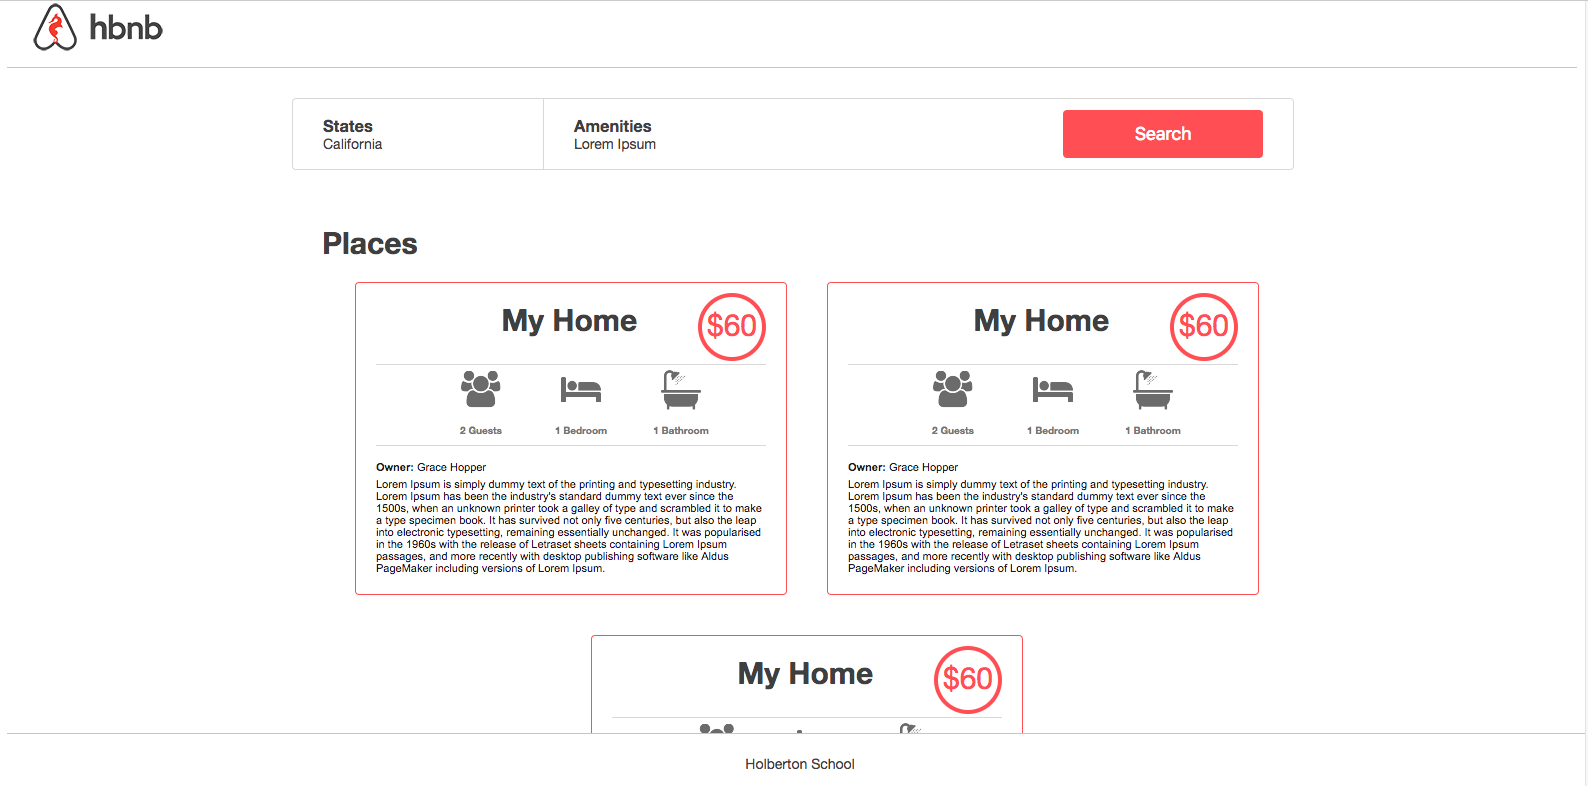 hbnb
States
California
Amenities
Lorem Ipsum
Search
Places
My Home
$60
2 Guests
1 Bedroom
1 Bathroom
Owner: Grace Hopper
Lorem Ipsum is simply dummy text of the printing and typesetting industry.
Lorem Ipsum has been the industry's standard dummy text ever since the
1500s, when an unknown printer took a galley of type and scrambled it to make
a type specimen book. It has survived not only five centuries, but also the leap
into electronic typesetting, remaining essentially unchanged. It was popularised
in the 1960s with the release of Letraset sheets containing Lorem Ipsum
passages, and more recently with desktop publishing software like Aldus
PageMaker including versions of Lorem Ipsum.
My Home
$60
2 Guests
1 Bedroom
1 Bathroom
Owner: Grace Hopper
Lorem Ipsum is simply dummy text of the printing and typesetting industry.
Lorem Ipsum has been the industry's standard dummy text ever since the
1500s, when an unknown printer took a galley of type and scrambled it to make
a type specimen book. It has survived not only five centuries, but also the leap
into electronic typesetting, remaining essentially unchanged. It was popularised
in the 1960s with the release of Letraset sheets containing Lorem Ipsum
passages, and more recently with desktop publishing software like Aldus
PageMaker including versions of Lorem Ipsum.
My Home
$60
Holberton School